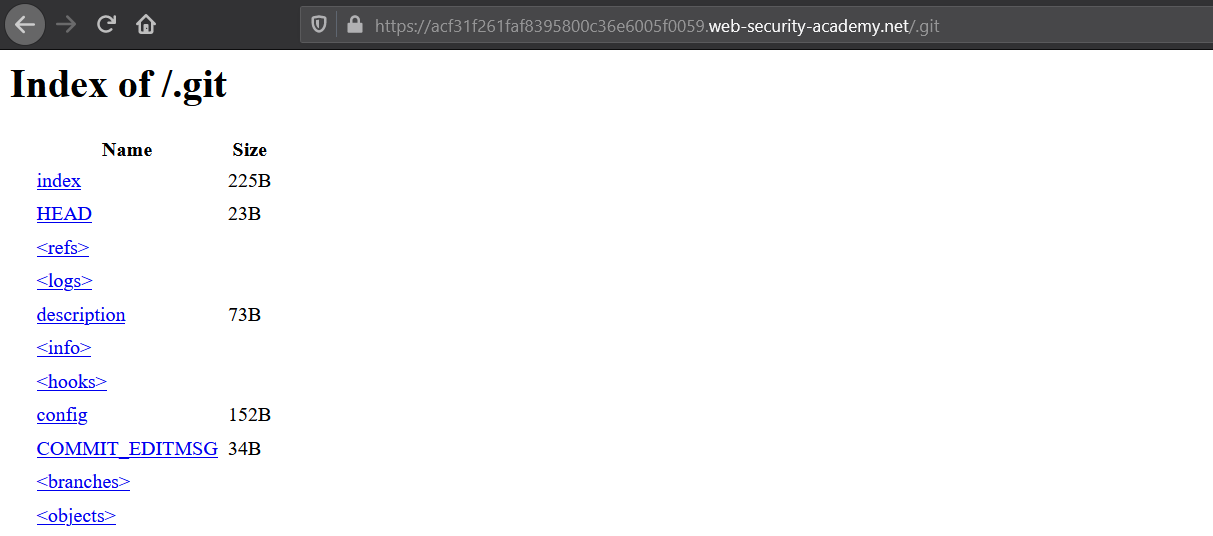 https://acf31f261faf8395800c36e6005f0059.web-security-academy.net/.git
Index of /.git
Name Size
index 225B
HEAD 23B
<refs>
<logs>
description 73B
<info>
<hooks>
config 152B
COMMIT_EDITMSG 34B
<branches>
<objects>